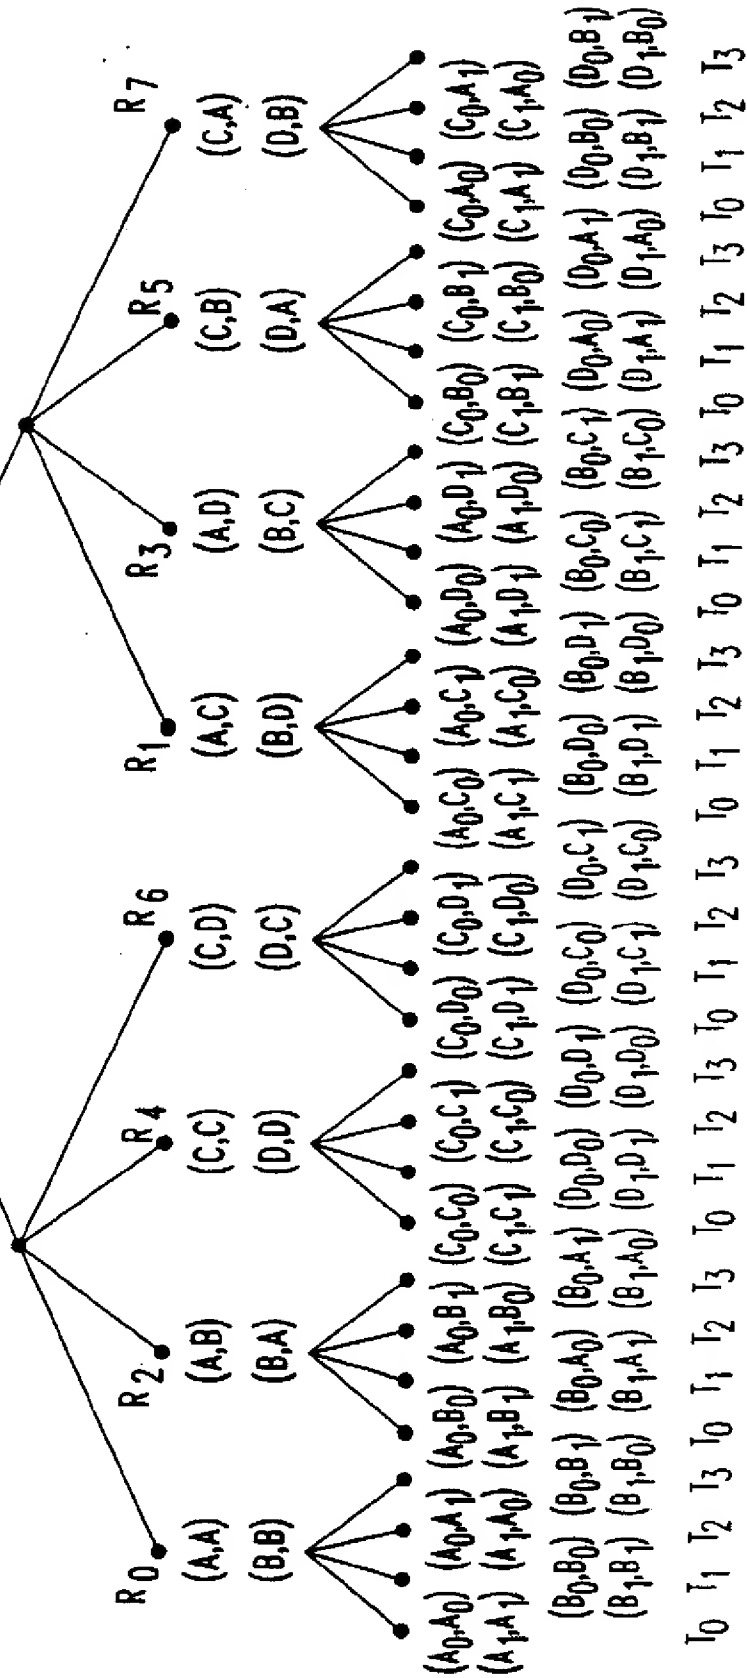 R0 R2 R4 R6 R1 R3 R5 R7
(A,A) (A,B) (C,C) (C,D) (A,C) (A,D) (C,B) (C,A)
(B,B) (B,A) (D,D) (D,C) (B,D) (B,C) (D,A) (D,B)
(A0,A0) (A0,A1) (A0,B0) (A0,B1) (C0,C0) (C0,C1) (C0,D0) (C0,D1) (A0,C0) (A0,C1) (A0,D0) (A0,D1) (C0,B0) (C0,B1) (C0,A0) (C0,A1)
(A1,A1) (A1,A0) (A1,B1) (A1,B0) (C1,C1) (C1,C0) (C1,D1) (C1,D0) (A1,C1) (A1,C0) (A1,D1) (A1,D0) (C1,B1) (C1,B0) (C1,A1) (C1,A0)
(B0,B0) (B0,B1) (B0,A0) (B0,A1) (D0,D0) (D0,D1) (D0,C0) (D0,C1) (B0,D0) (B0,D1) (B0,C0) (B0,C1) (D0,A0) (D0,A1) (D0,B0) (D0,B1)
(B1,B1) (B1,B0) (B1,A1) (B1,A0) (D1,D1) (D1,D0) (D1,C1) (D1,C0) (B1,D1) (B1,D0) (B1,C1) (B1,C0) (D1,A1) (D1,A0) (D1,B1) (D1,B0)
T0 T1 T2 T3 T0 T1 T2 T3 T0 T1 T2 T3 T0 T1 T2 T3 T0 T1 T2 T3 T0 T1 T2 T3 T0 T1 T2 T3 T0 T1 T2 T3